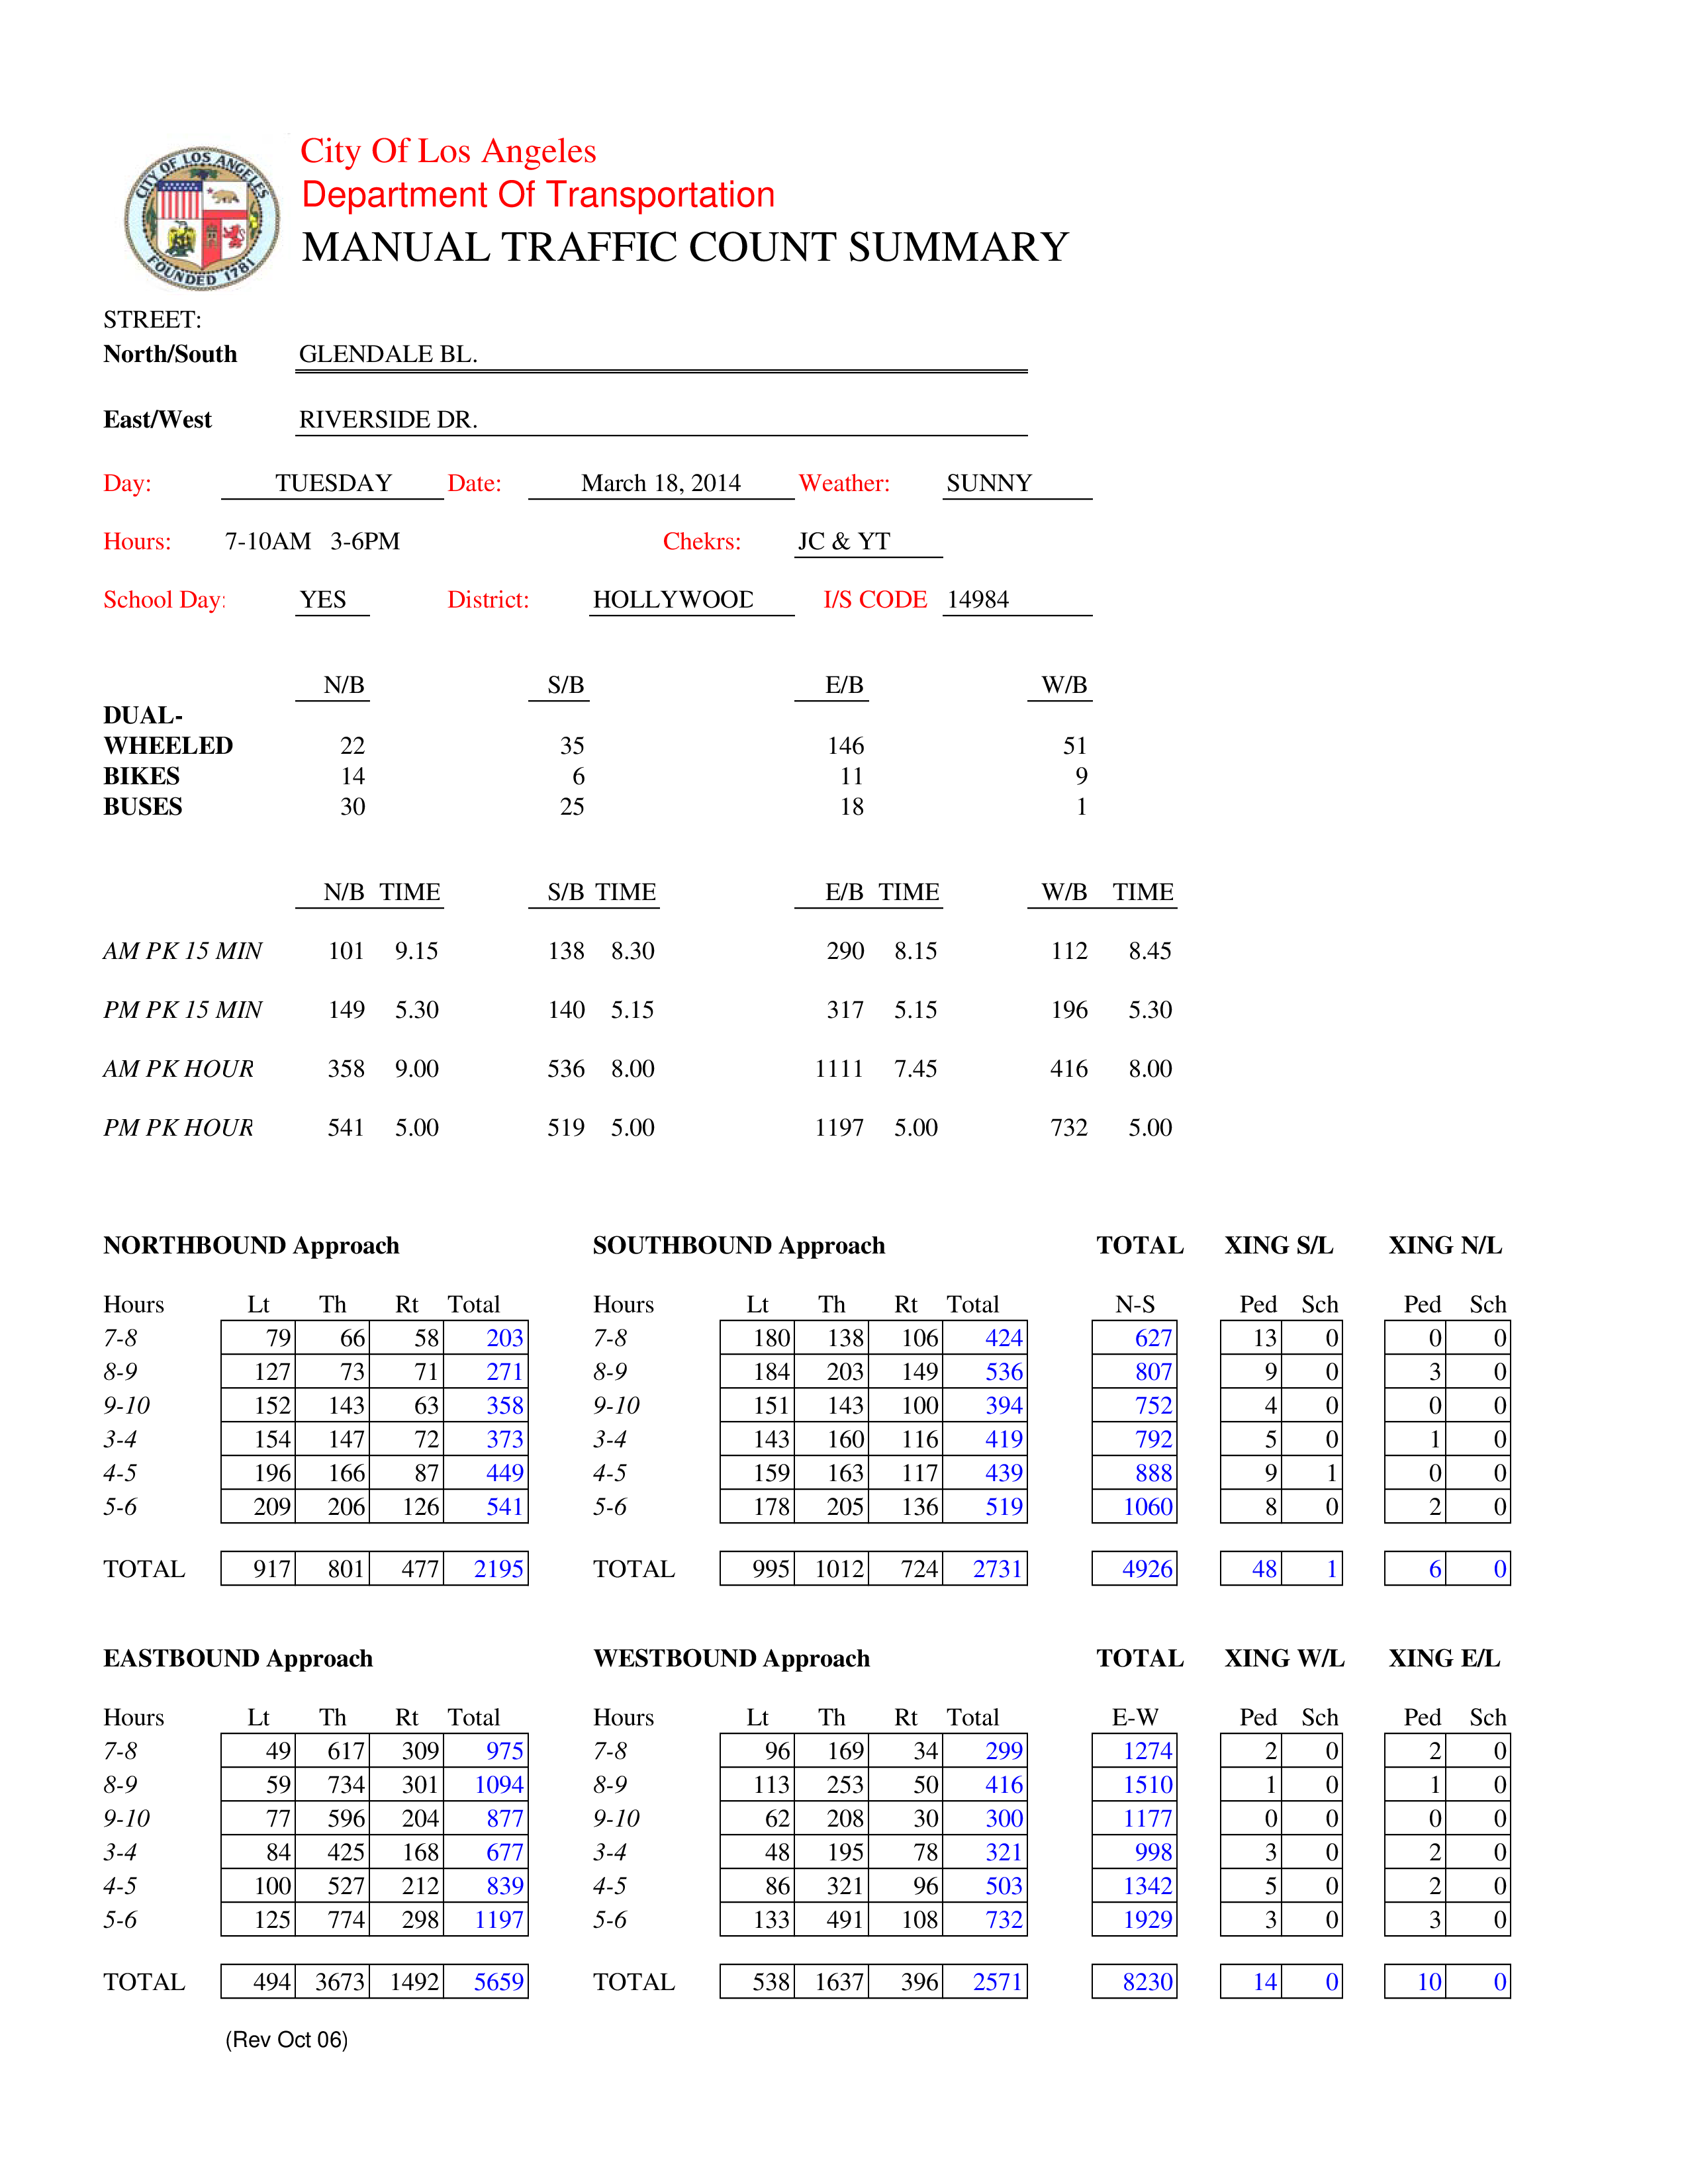 CITY OF LOS ANGELES
FOUNDED 1781
City Of Los Angeles
Department Of Transportation
MANUAL TRAFFIC COUNT SUMMARY
STREET:
North/South GLENDALE BL.
East/West RIVERSIDE DR.
Day: TUESDAY Date: March 18, 2014 Weather: SUNNY
Hours: 7-10AM 3-6PM Chekrs: JC & YT
School Day: YES District: HOLLYWOOD I/S CODE 14984
N/B S/B E/B W/B
DUAL-
WHEELED 22 35 146 51
BIKES 14 6 11 9
BUSES 30 25 18 1
N/B TIME S/B TIME E/B TIME W/B TIME
AM PK 15 MIN 101 9.15 138 8.30 290 8.15 112 8.45
PM PK 15 MIN 149 5.30 140 5.15 317 5.15 196 5.30
AM PK HOUR 358 9.00 536 8.00 1111 7.45 416 8.00
PM PK HOUR 541 5.00 519 5.00 1197 5.00 732 5.00
NORTHBOUND Approach SOUTHBOUND Approach TOTAL XING S/L XING N/L
Hours Lt Th Rt Total Hours Lt Th Rt Total N-S Ped Sch Ped Sch
7-8 79 66 58 203 7-8 180 138 106 424 627 13 0 0 0
8-9 127 73 71 271 8-9 184 203 149 536 807 9 0 3 0
9-10 152 143 63 358 9-10 151 143 100 394 752 4 0 0 0
3-4 154 147 72 373 3-4 143 160 116 419 792 5 0 1 0
4-5 196 166 87 449 4-5 159 163 117 439 888 9 1 0 0
5-6 209 206 126 541 5-6 178 205 136 519 1060 8 0 2 0
TOTAL 917 801 477 2195 TOTAL 995 1012 724 2731 4926 48 1 6 0
EASTBOUND Approach WESTBOUND Approach TOTAL XING W/L XING E/L
Hours Lt Th Rt Total Hours Lt Th Rt Total E-W Ped Sch Ped Sch
7-8 49 617 309 975 7-8 96 169 34 299 1274 2 0 2 0
8-9 59 734 301 1094 8-9 113 253 50 416 1510 1 0 1 0
9-10 77 596 204 877 9-10 62 208 30 300 1177 0 0 0 0
3-4 84 425 168 677 3-4 48 195 78 321 998 3 0 2 0
4-5 100 527 212 839 4-5 86 321 96 503 1342 5 0 2 0
5-6 125 774 298 1197 5-6 133 491 108 732 1929 3 0 3 0
TOTAL 494 3673 1492 5659 TOTAL 538 1637 396 2571 8230 14 0 10 0
(Rev Oct 06)